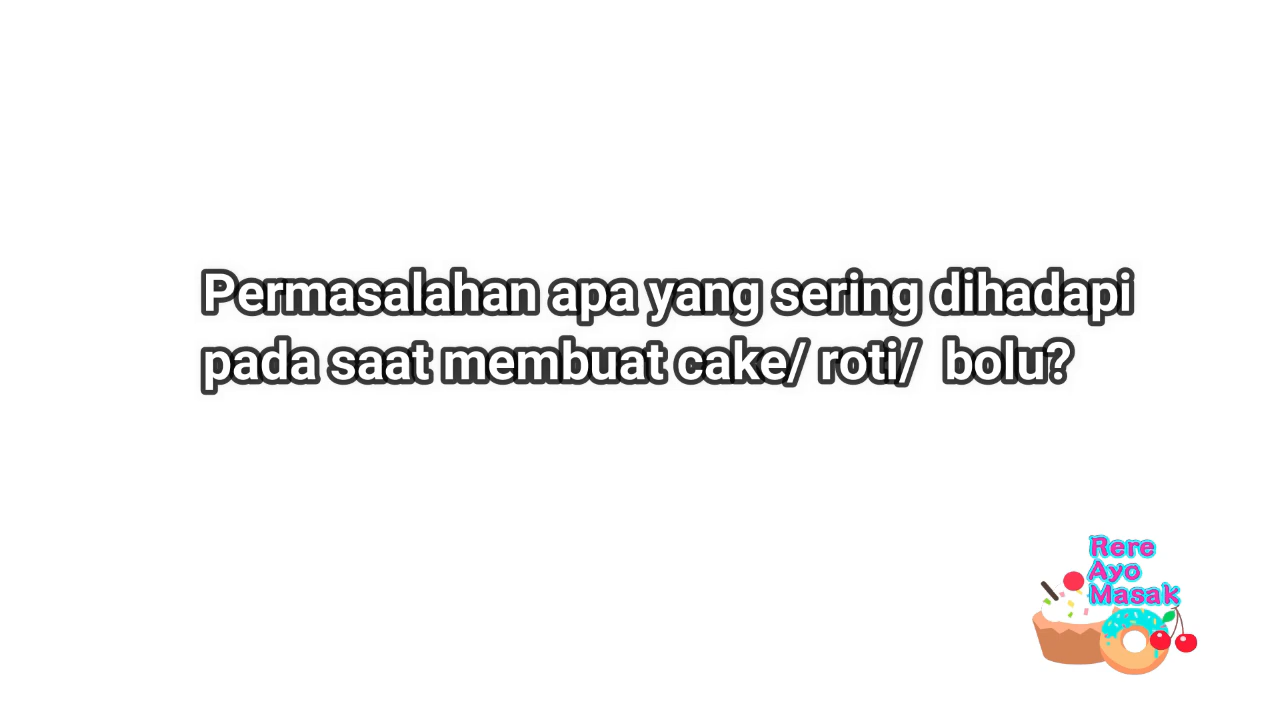 Permasalahan apa yang sering dihadapi
pada saat membuat cake/ roti/  bolu?
Rere
Ayo
Masak